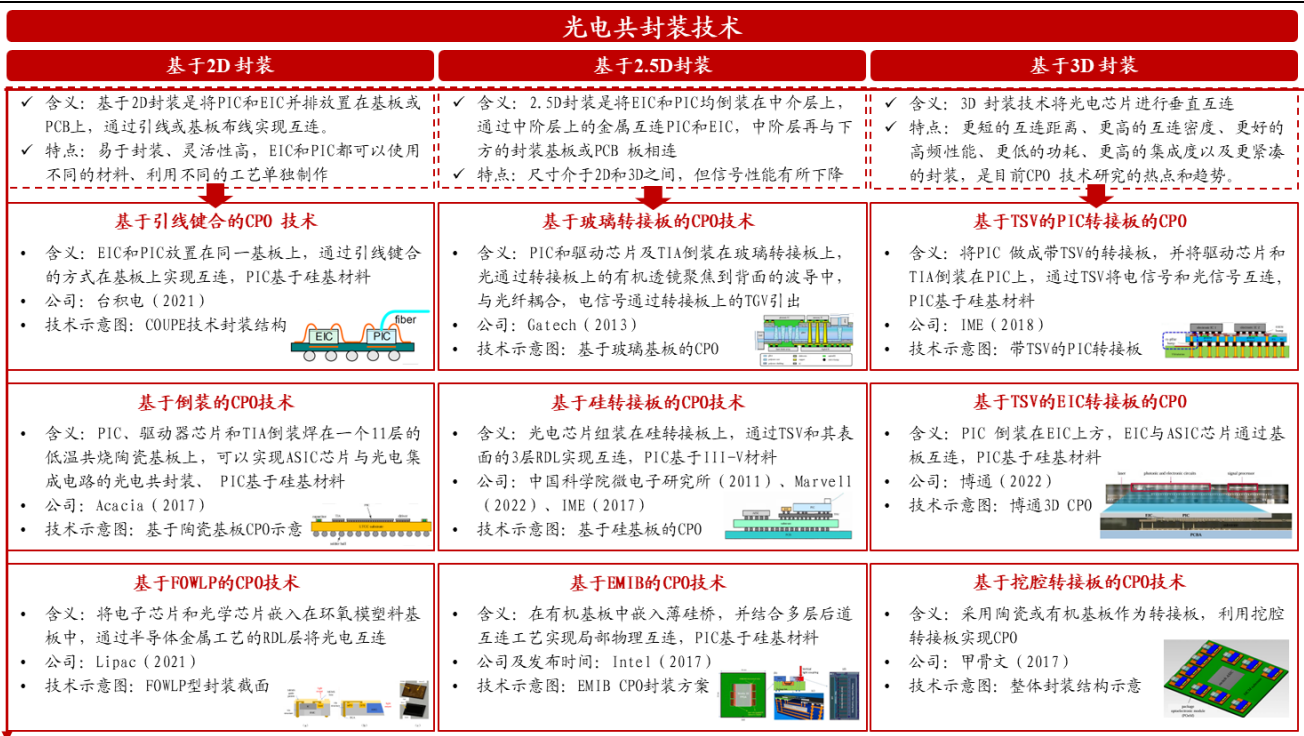 光电共封装技术
基于2D 封装
✓ 含义：基于2D封装是将PIC和EIC并排放置在基板或
PCB上，通过引线或基板布线实现互连。
✓ 特点：易于封装、灵活性高，EIC和PIC都可以使用
不同的材料、利用不同的工艺单独制作
基于引线键合的CPO 技术
• 含义：EIC和PIC放置在同一基板上，通过引线键合
的方式在基板上实现互连，PIC基于硅基材料
• 公司：台积电（2021）
• 技术示意图：COUPE技术封装结构
fiber
EIC
PIC
基于倒装的CPO技术
• 含义：PIC、驱动器芯片和TIA倒装焊在一个11层的
低温共烧陶瓷基板上，可以实现ASIC芯片与光电集
成电路的光电共封装、 PIC基于硅基材料
• 公司：Acacia（2017）
• 技术示意图：基于陶瓷基板CPO示意
基于FOWLP的CPO技术
• 含义：将电子芯片和光学芯片嵌入在环氧模塑料基
板中，通过半导体金属工艺的RDL层将光电互连
• 公司：Lipac（2021）
• 技术示意图：FOWLP型封装截面
基于2.5D封装
✓ 含义：2.5D封装是将EIC和PIC均倒装在中介层上，
通过中阶层上的金属互连PIC和EIC，中阶层再与下
方的封装基板或PCB 板相连
✓ 特点：尺寸介于2D和3D之间，但信号性能有所下降
基于玻璃转接板的CPO技术
• 含义：PIC和驱动芯片及TIA倒装在玻璃转接板上，
光通过转接板上的有机透镜聚焦到背面的波导中，
与光纤耦合，电信号通过转接板上的TGV引出
• 公司：Gatech（2013）
• 技术示意图：基于玻璃基板的CPO
基于硅转接板的CPO技术
• 含义：光电芯片组装在硅转接板上，通过TSV和其表
面的3层RDL实现互连，PIC基于III-V材料
• 公司：中国科学院微电子研究所（2011）、Marvell
（2022）、IME（2017）
• 技术示意图：基于硅基板的CPO
基于EMIB的CPO技术
• 含义：在有机基板中嵌入薄硅桥，并结合多层后道
互连工艺实现局部物理互连，PIC基于硅基材料
• 公司及发布时间：Intel（2017）
• 技术示意图：EMIB CPO封装方案
基于3D 封装
✓ 含义：3D 封装技术将光电芯片进行垂直互连
✓ 特点：更短的互连距离、更高的互连密度、更好的
高频性能、更低的功耗、更高的集成度以及更紧凑
的封装，是目前CPO 技术研究的热点和趋势。
基于TSV的PIC转接板的CPO
• 含义：将PIC 做成带TSV的转接板，并将驱动芯片和
TIA倒装在PIC上，通过TSV将电信号和光信号互连，
PIC基于硅基材料
• 公司：IME（2018）
• 技术示意图：带TSV的PIC转接板
基于TSV的EIC转接板的CPO
• 含义：PIC 倒装在EIC上方，EIC与ASIC芯片通过基
板互连，PIC基于硅基材料
• 公司：博通（2022）
• 技术示意图：博通3D CPO
laser
photonic and electronic circuits
signal processor
EIC
PIC
PCBA
基于挖腔转接板的CPO技术
• 含义：采用陶瓷或有机基板作为转接板，利用挖腔
转接板实现CPO
• 公司：甲骨文（2017）
• 技术示意图：整体封装结构示意